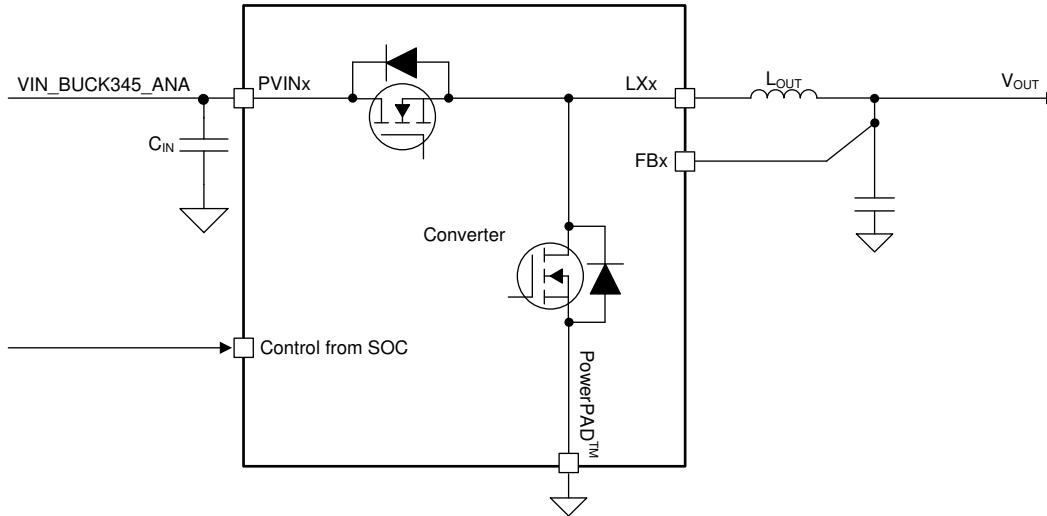 VIN_BUCK345_ANA
PVINx
LXx
LOUT
VOUT
CIN
FBx
Converter
Control from SOC
PowerPAD™